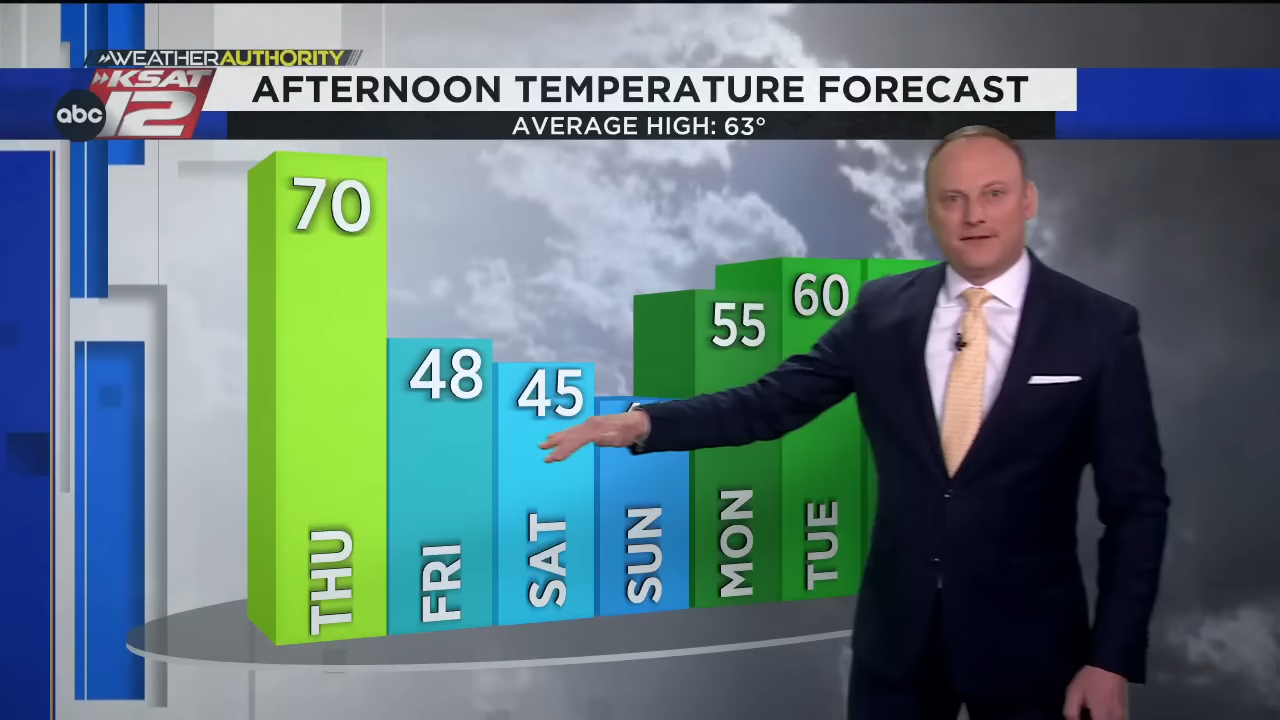 WEATHERAUTHORITY
KSAT
abc 12
AFTERNOON TEMPERATURE FORECAST
AVERAGE HIGH: 63°
70
48
45
55
60
THU
FRI
SAT
SUN
MON
TUE